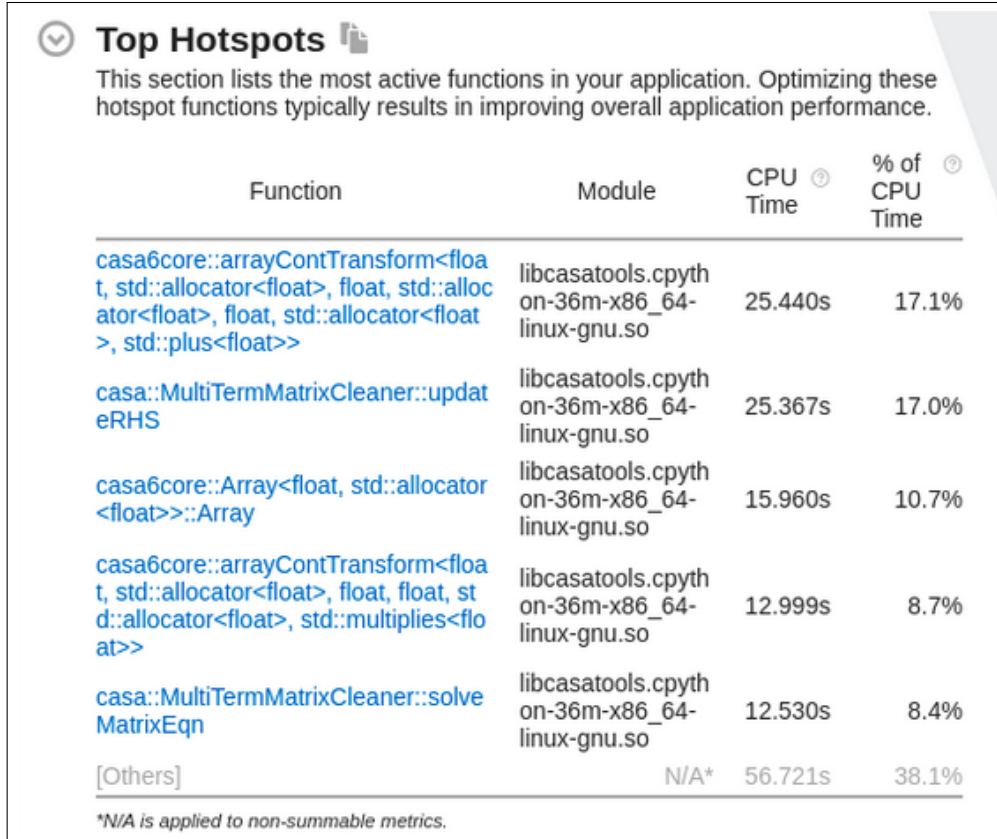 Top Hotspots
This section lists the most active functions in your application. Optimizing these
hotspot functions typically results in improving overall application performance.
Function
Module
CPU
Time
% of
CPU
Time
casa6core::arrayContTransform<floa
t, std::allocator<float>, float, std::alloc
ator<float>, float, std::allocator<float
>, std::plus<float>>
libcasatools.cpyth
on-36m-x86_64-
linux-gnu.so
25.440s
17.1%
casa::MultiTermMatrixCleaner::updat
eRHS
libcasatools.cpyth
on-36m-x86_64-
linux-gnu.so
25.367s
17.0%
casa6core::Array<float, std::allocator
<float>>::Array
libcasatools.cpyth
on-36m-x86_64-
linux-gnu.so
15.960s
10.7%
casa6core::arrayContTransform<floa
t, std::allocator<float>, float, float, st
d::allocator<float>, std::multiplies<flo
at>>
libcasatools.cpyth
on-36m-x86_64-
linux-gnu.so
12.999s
8.7%
casa::MultiTermMatrixCleaner::solve
MatrixEqn
libcasatools.cpyth
on-36m-x86_64-
linux-gnu.so
12.530s
8.4%
[Others]
N/A*
56.721s
38.1%
*N/A is applied to non-summable metrics.